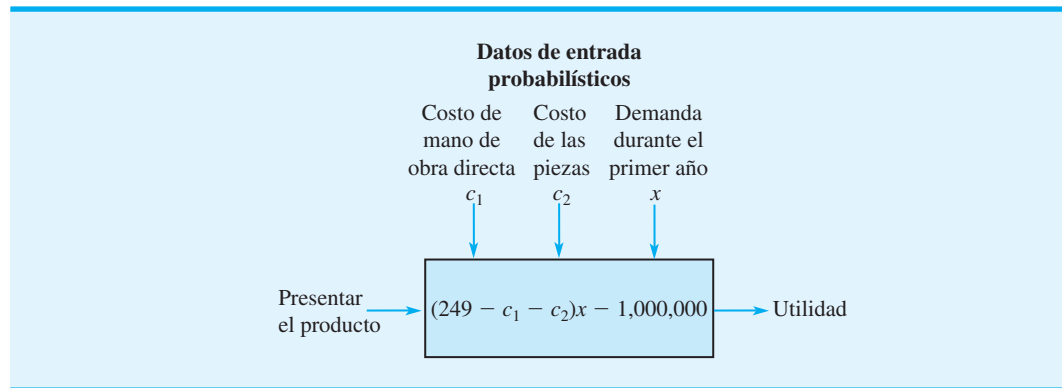 Datos de entrada
probabilísticos
Costo de Costo Demanda
mano de de las durante el
obra directa piezas primer año
c₁ c₂ x
Presentar
el producto
(249 − c₁ − c₂)x − 1,000,000
Utilidad